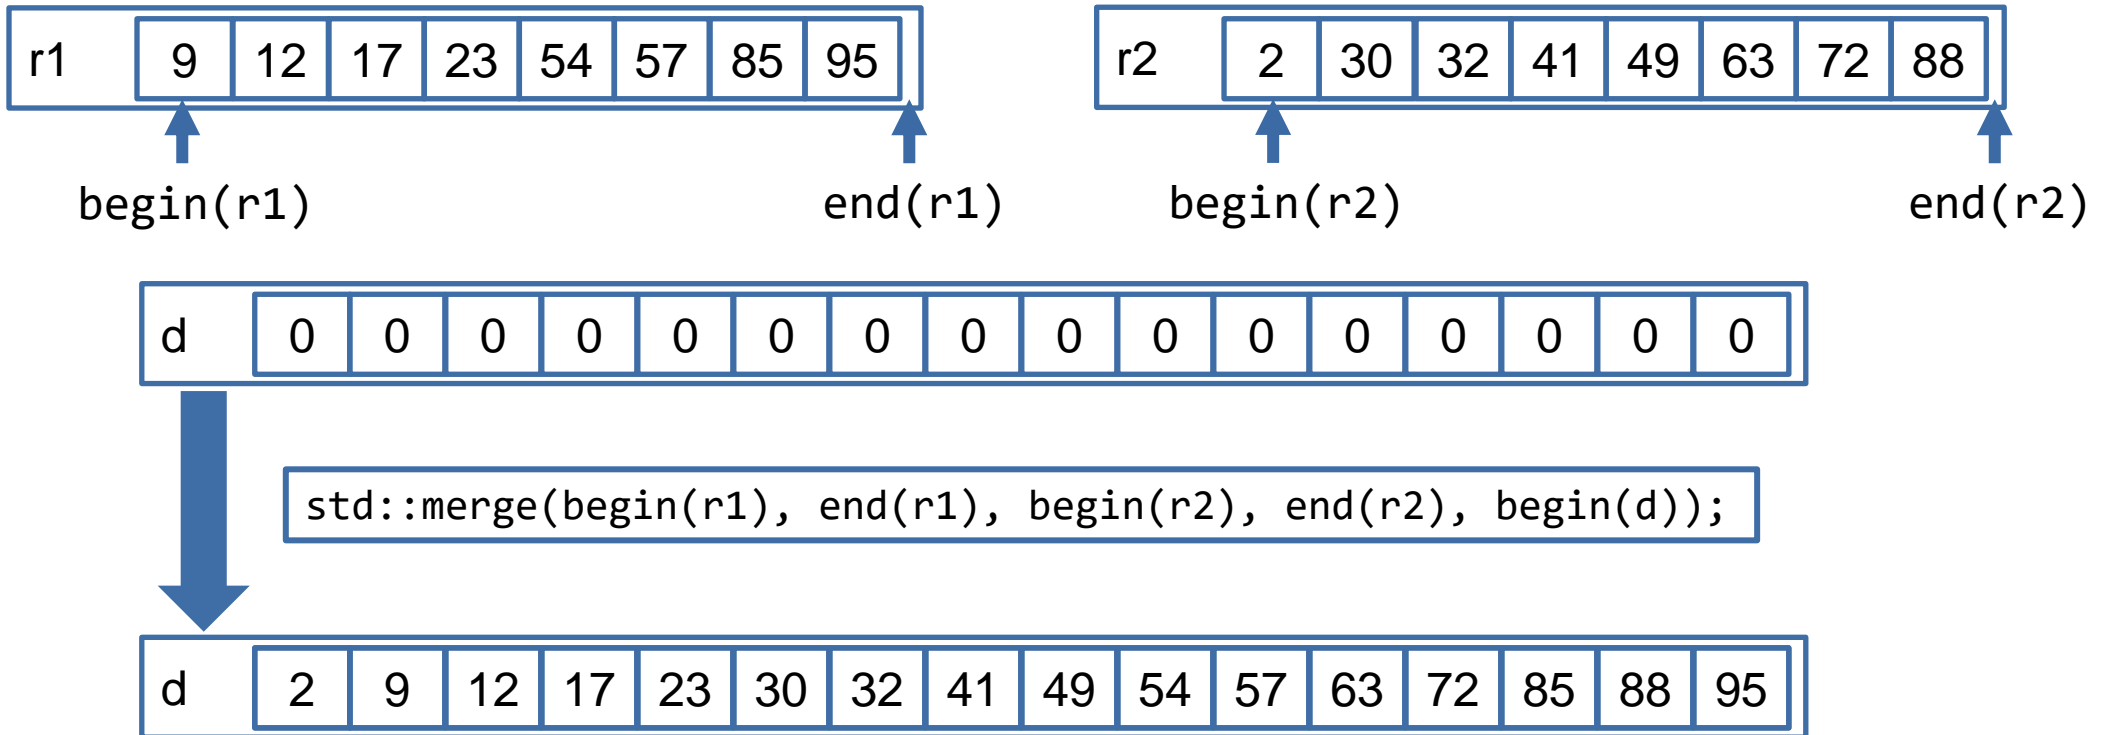 r1 9 12 17 23 54 57 85 95
r2 2 30 32 41 49 63 72 88
begin(r1) end(r1) begin(r2) end(r2)
d 0 0 0 0 0 0 0 0 0 0 0 0 0 0 0 0
std::merge(begin(r1), end(r1), begin(r2), end(r2), begin(d));
d 2 9 12 17 23 30 32 41 49 54 57 63 72 85 88 95